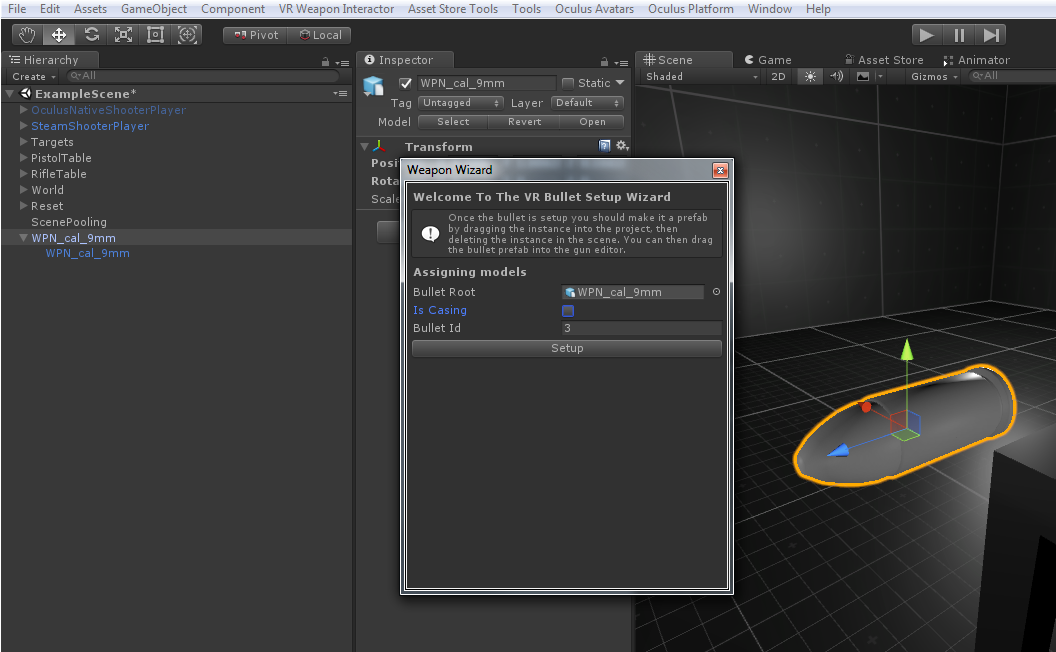 File Edit Assets GameObject Component VR Weapon Interactor Asset Store Tools Tools Oculus Avatars Oculus Platform Window Help
Pivot Local
Hierarchy
Create All
ExampleScene*
OculusNativeShooterPlayer
SteamShooterPlayer
Targets
PistolTable
RifleTable
World
Reset
ScenePooling
WPN_cal_9mm
WPN_cal_9mm
Inspector
WPN_cal_9mm Static
Tag Untagged Layer Default
Model Select Revert Open
Transform
Posi
Rota
Scale
Weapon Wizard
Welcome To The VR Bullet Setup Wizard
Once the bullet is setup you should make it a prefab
by dragging the instance into the project, then
deleting the instance in the scene. You can then drag
the bullet prefab into the gun editor.
Assigning models
Bullet Root WPN_cal_9mm
Is Casing
Bullet Id 3
Setup
Scene Game Asset Store Animator
Shaded 2D Gizmos All